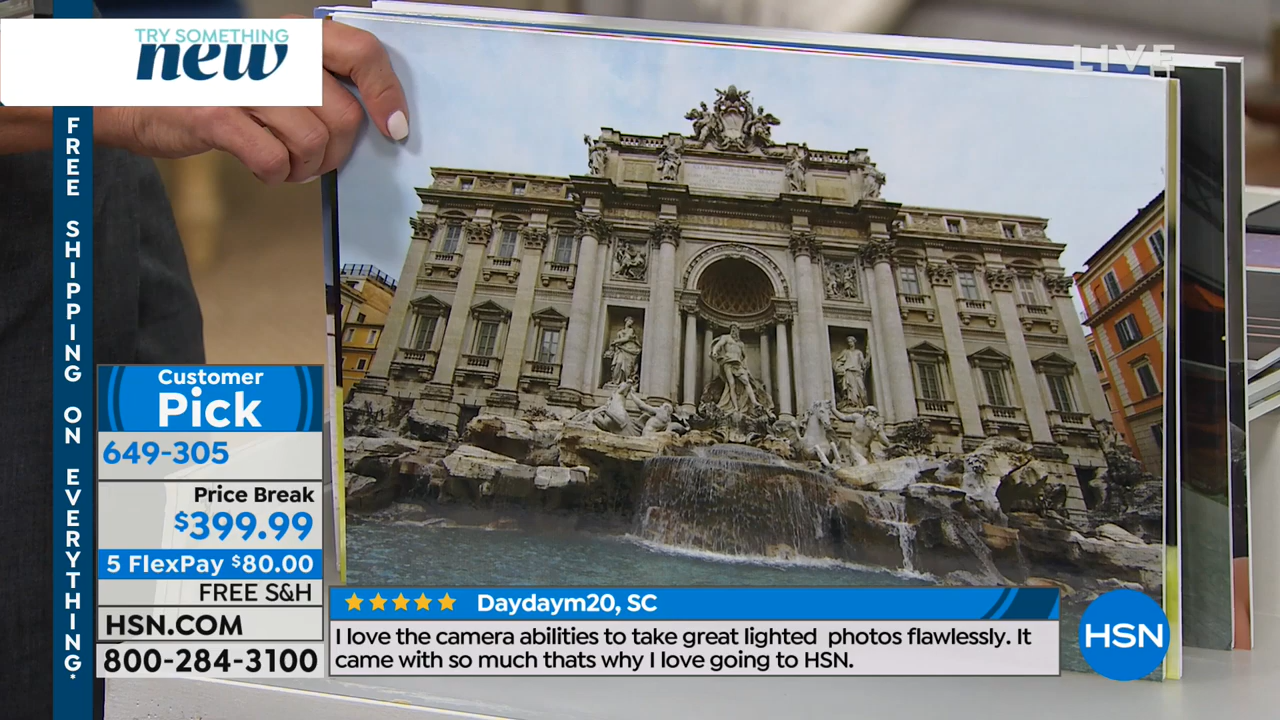 TRY SOMETHING
new
LIVE
FREE SHIPPING ON EVERYTHING.*
Customer
Pick
649-305
Price Break
$399.99
5 FlexPay $80.00
FREE S&H
HSN.COM
800-284-3100
Daydaym20, SC
I love the camera abilities to take great lighted photos flawlessly. It
came with so much thats why I love going to HSN.
HSN